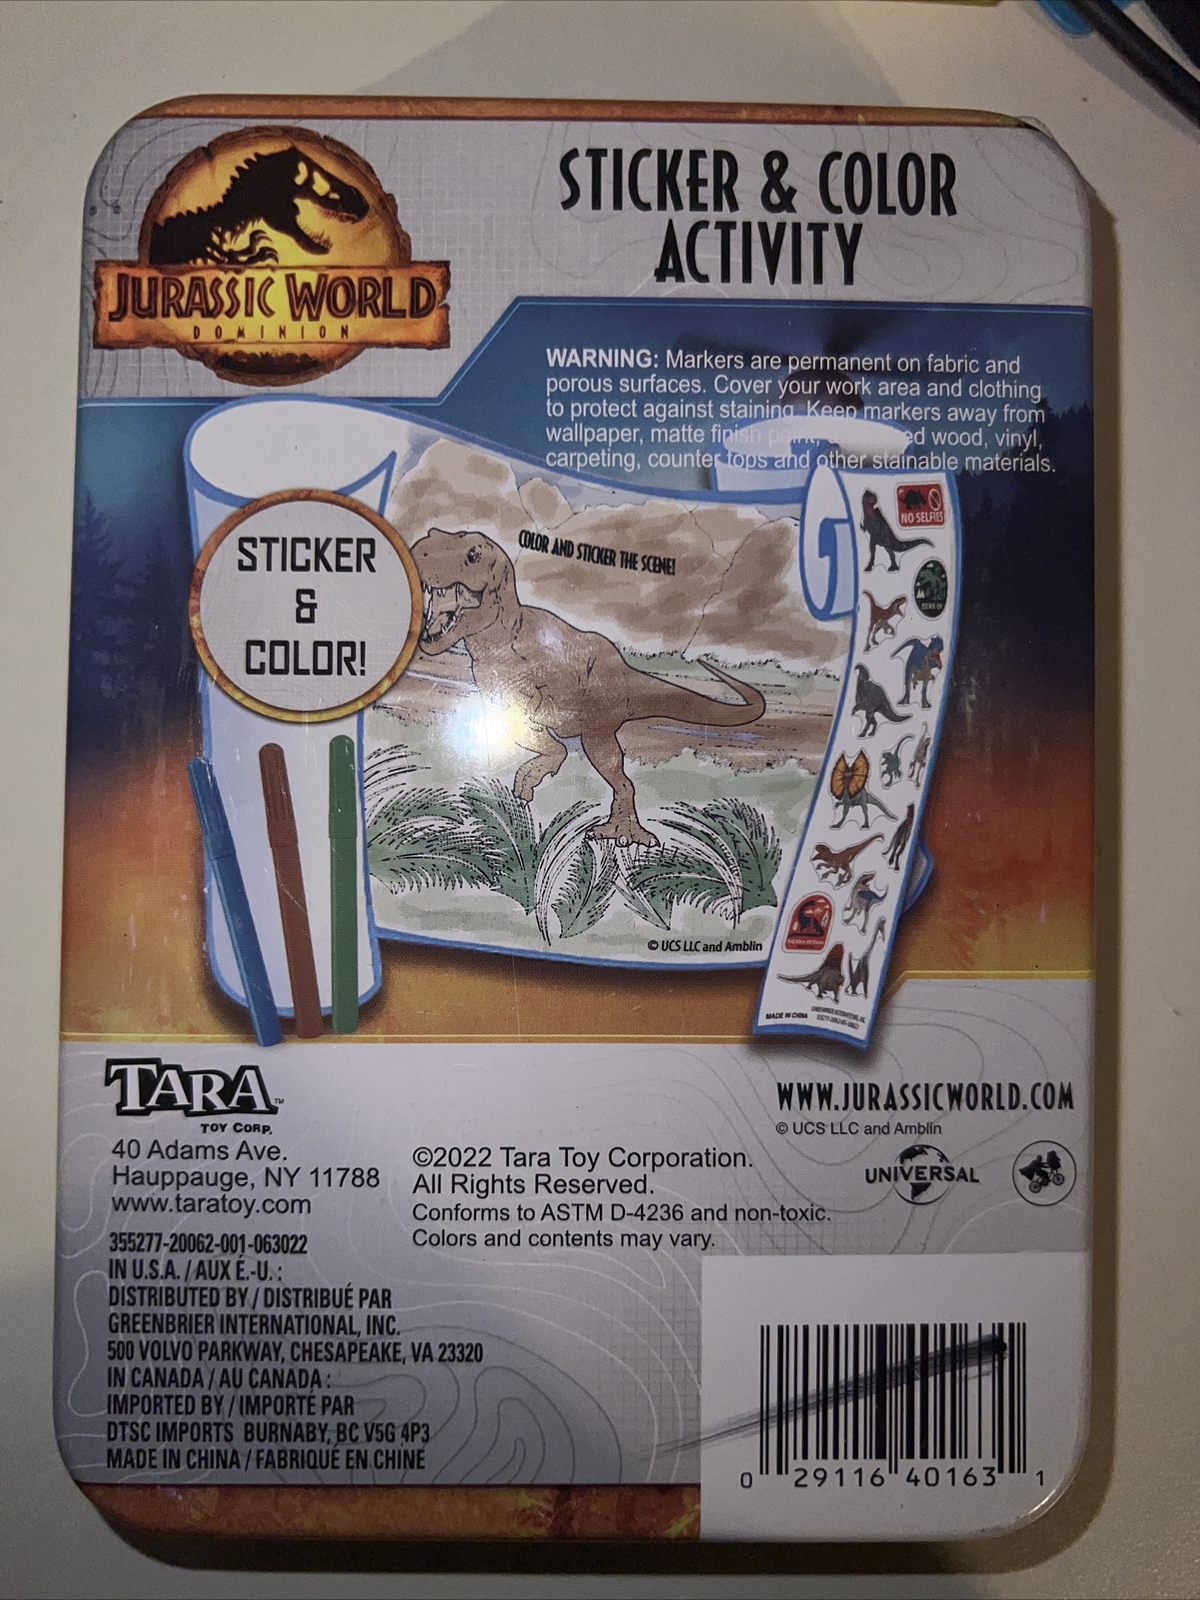 JURASSIC WORLD
DOMINION
STICKER & COLOR
ACTIVITY
WARNING: Markers are permanent on fabric and
porous surfaces. Cover your work area and clothing
to protect against staining. Keep markers away from
wallpaper, matte finish paint, wood, vinyl,
carpeting, counter tops and other stainable materials.
STICKER
&
COLOR!
COLOR AND STICKER THE SCENE!
NO SELFIES
© UCS LLC and Amblin
MADE IN CHINA
TARA™
TOY CORP.
40 Adams Ave.
Hauppauge, NY 11788
www.taratoy.com
©2022 Tara Toy Corporation.
All Rights Reserved.
Conforms to ASTM D-4236 and non-toxic.
Colors and contents may vary.
WWW.JURASSICWORLD.COM
© UCS LLC and Amblin
UNIVERSAL
355277-20062-001-063022
IN U.S.A. / AUX É.-U. :
DISTRIBUTED BY / DISTRIBUÉ PAR
GREENBRIER INTERNATIONAL, INC.
500 VOLVO PARKWAY, CHESAPEAKE, VA 23320
IN CANADA / AU CANADA :
IMPORTED BY / IMPORTÉ PAR
DTSC IMPORTS BURNABY, BC V5G 4P3
MADE IN CHINA / FABRIQUÉ EN CHINE
0 29116 40163 1